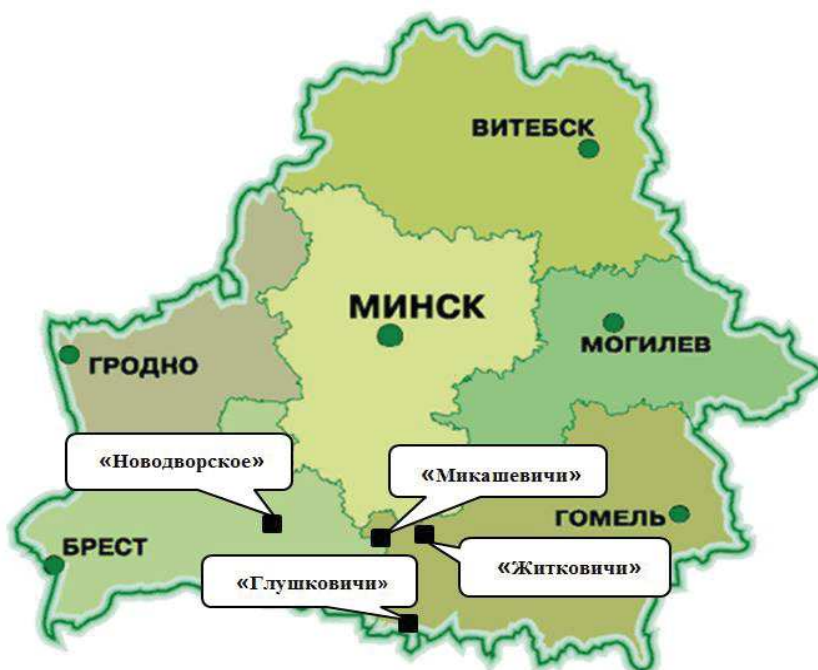 ВИТЕБСК
МИНСК
МОГИЛЕВ
ГРОДНО
«Новодворское»
«Микашевичи»
ГОМЕЛЬ
БРЕСТ
«Житковичи»
«Глушковичи»